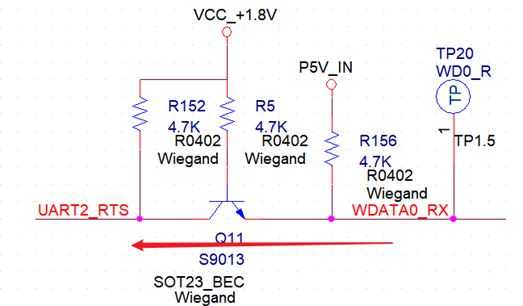 VCC_+1.8V
TP20
WD0_R
P5V_IN
TP
R152
R5
4.7K
4.7K
R0402
R0402
Wiegand
Wiegand
R156
4.7K
R0402
Wiegand
1
TP1.5
UART2_RTS
WDATA0_RX
Q11
S9013
SOT23_BEC
Wiegand